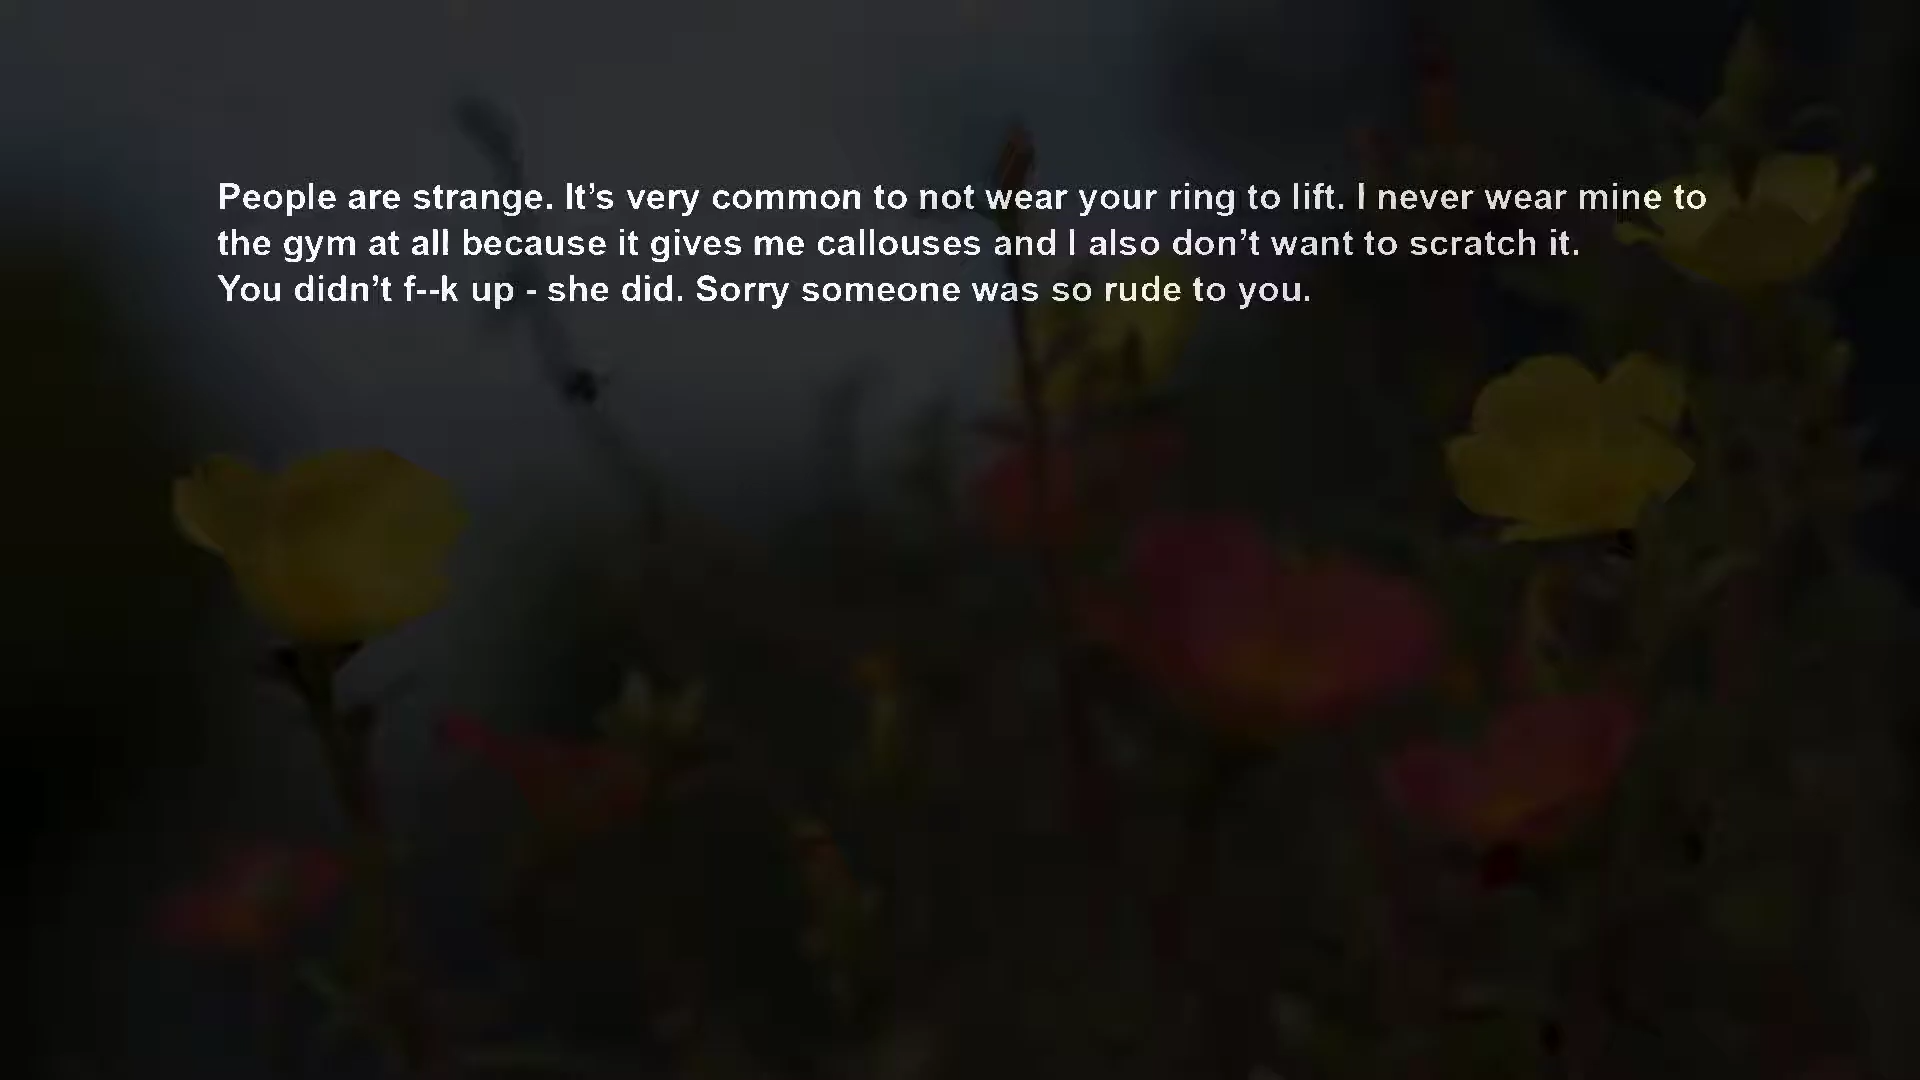 People are strange. It’s very common to not wear your ring to lift. I never wear mine to
the gym at all because it gives me callouses and I also don’t want to scratch it.
You didn’t f--k up - she did. Sorry someone was so rude to you.